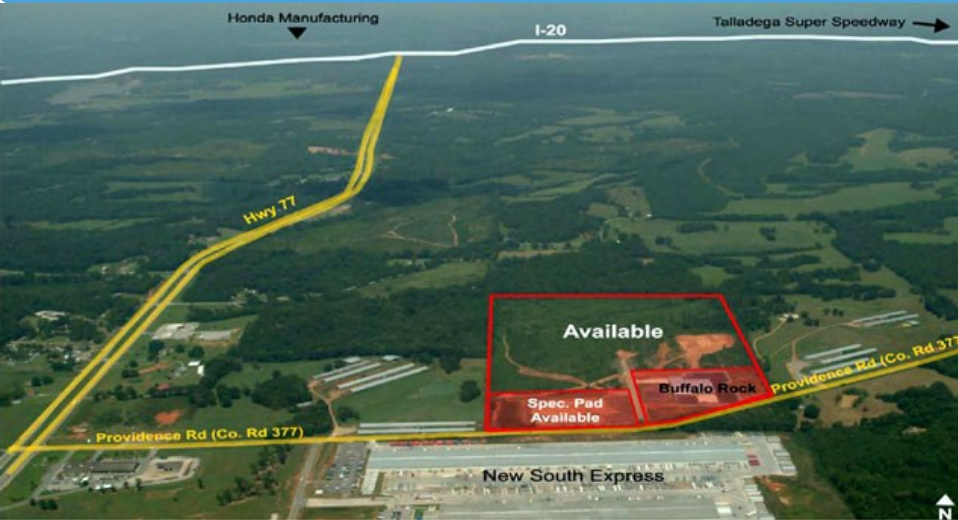 Honda Manufacturing
Talladega Super Speedway
I-20
Hwy 77
Available
Buffalo Rock
Providence Rd (Co. Rd 377)
Spec. Pad
Available
Providence Rd (Co. Rd 377)
New South Express
N